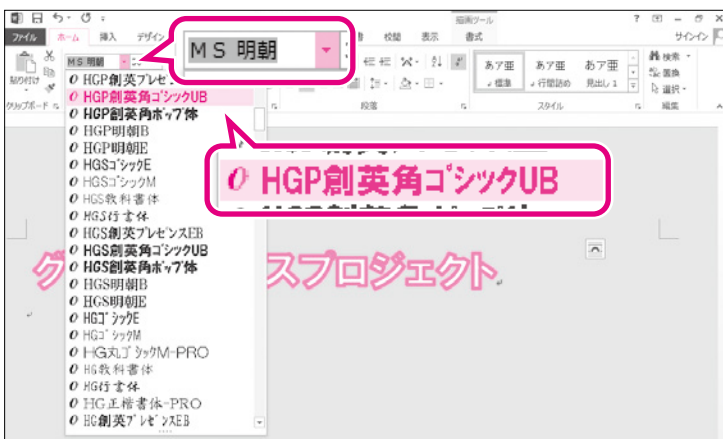 描画ツール
ファイル ホーム 挿入 デザイン 校閲 表示 書式 サインイン
ＭＳ 明朝
ＭＳ 明朝
貼り付け
あア亜 あア亜 あア亜
標準 行間詰め 見出し 1
検索
置換
選択
クリップボード 段落 スタイル 編集
HGP創英ﾌﾟﾚｾﾞ
HGP創英角ｺﾞｼｯｸUB
HGP創英角ﾎﾟｯﾌﾟ体
HGP明朝B
HGP明朝E
HGP創英角ｺﾞｼｯｸUB
HGSｺﾞｼｯｸE
HGSｺﾞｼｯｸM
HGS教科書体
HGS行書体
HGS創英ﾌﾟﾚｾﾞﾝｽEB
HGS創英角ｺﾞｼｯｸUB
HGS創英角ﾎﾟｯﾌﾟ体
HGS明朝B
HGS明朝E
HGｺﾞｼｯｸE
HGｺﾞｼｯｸM
HG丸ｺﾞｼｯｸM-PRO
HG教科書体
HG行書体
HG正楷書体-PRO
HG創英ﾌﾟﾚｾﾞﾝｽEB
グ スプロジェクト